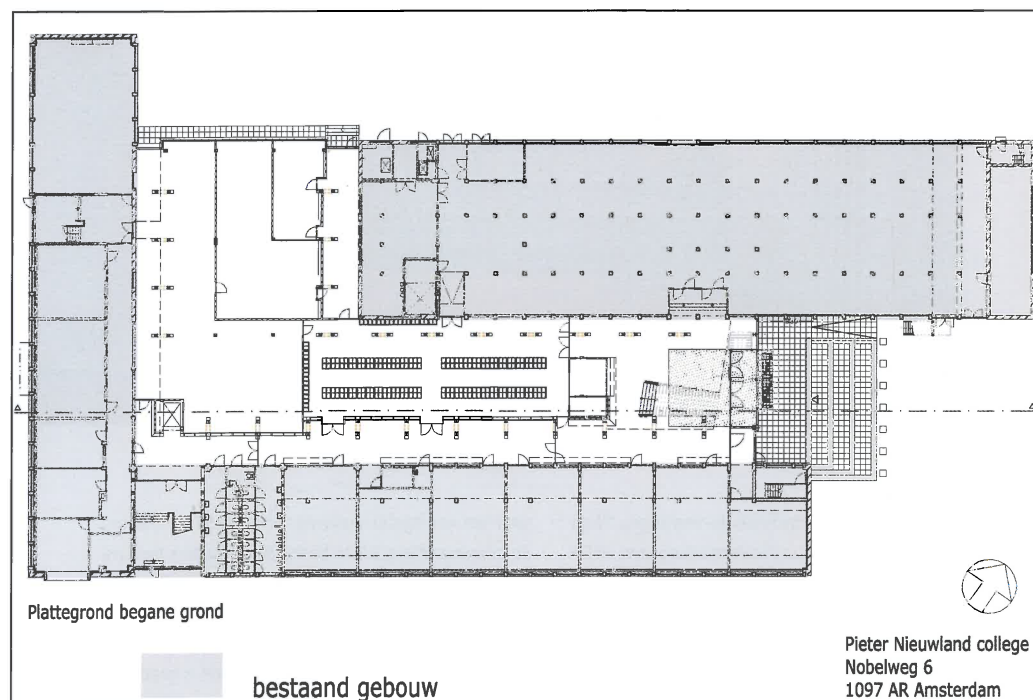 Plattegrond begane grond
bestaand gebouw
Pieter Nieuwland college
Nobelweg 6
1097 AR Amsterdam